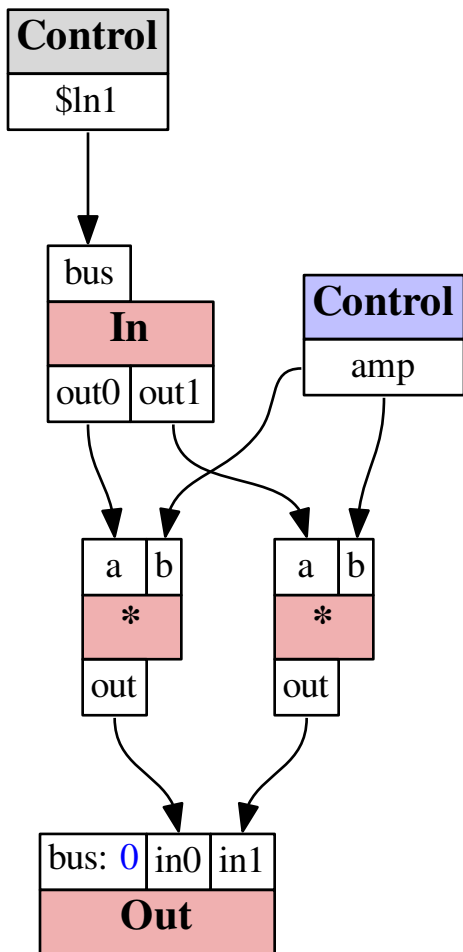 Control
$ln1
bus
In
out0 out1
Control
amp
a b
*
out
a b
*
out
bus: 0 in0 in1
Out